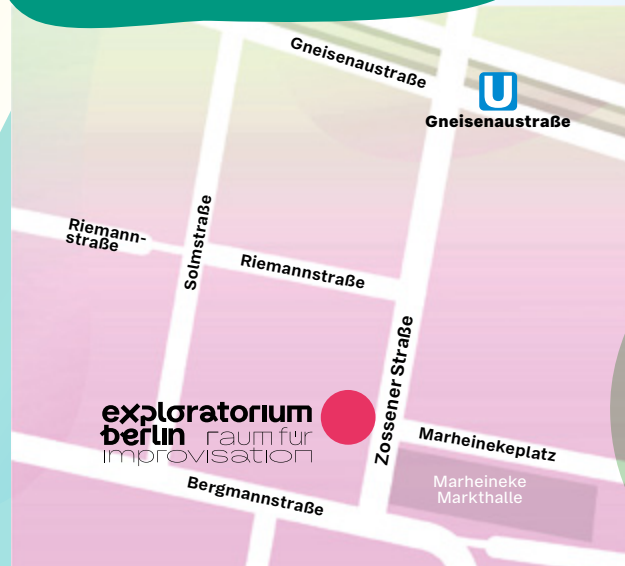 Gneisenaustraße
U
Gneisenaustraße
Riemann-
straße
Solmstraße
Riemannstraße
Zossener Straße
exploratorium
berlin raum für
improvisation
Marheinekeplatz
Marheineke
Markthalle
Bergmannstraße